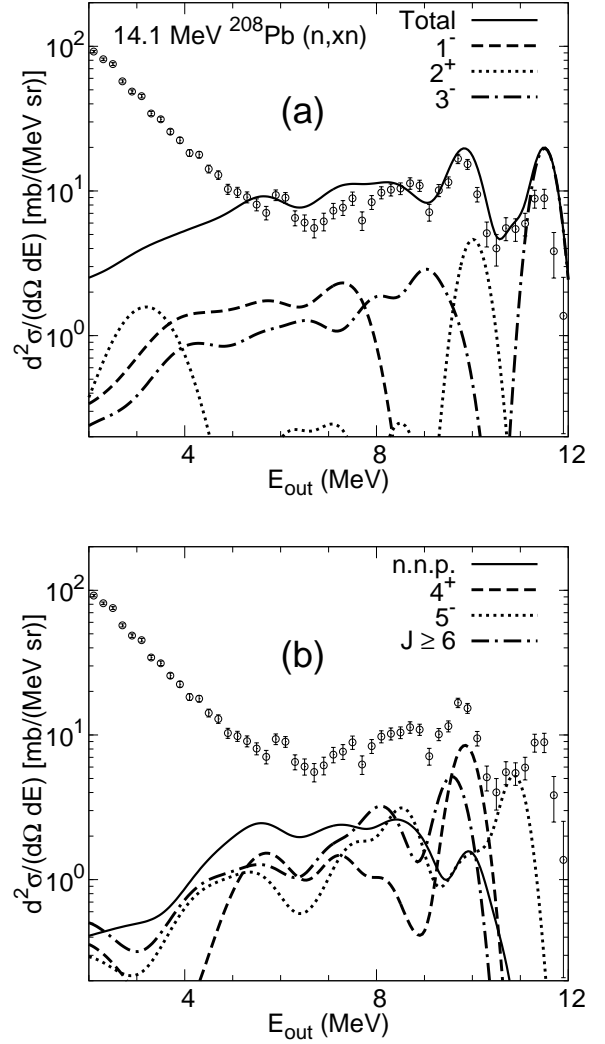 14.1 MeV ²⁰⁸Pb (n,xn)
Total
1⁻
2⁺
3⁻
(a)
10²
10¹
10⁰
d²σ/(dΩ dE) [mb/(MeV sr)]
4 8 12
E_out (MeV)
n.n.p.
4⁺
5⁻
J ≥ 6
(b)
10²
10¹
10⁰
d²σ/(dΩ dE) [mb/(MeV sr)]
4 8 12
E_out (MeV)